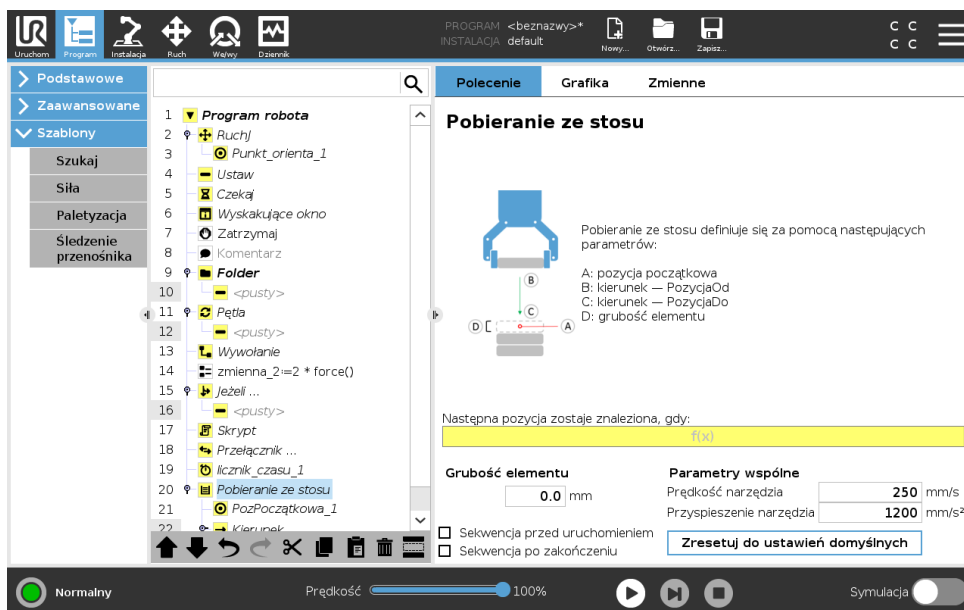 UR
Uruchom
Program
Instalacja
Ruch
We/wy
Dziennik
PROGRAM <beznazwy>*
INSTALACJA default
Nowy...
Otwórz...
Zapisz...
C C
C C
Podstawowe
Zaawansowane
Szablony
Szukaj
Siła
Paletyzacja
Śledzenie
przenośnika
1 Program robota
2 RuchJ
3 Punkt_orienta_1
4 Ustaw
5 Czekaj
6 Wyskakujące okno
7 Zatrzymaj
8 Komentarz
9 Folder
10 <pusty>
11 Pętla
12 <pusty>
13 Wywołanie
14 zmienna_2≔2 * force()
15 Jeżeli ...
16 <pusty>
17 Skrypt
18 Przełącznik ...
19 licznik_czasu_1
20 Pobieranie ze stosu
21 PozPoczątkowa_1
22 Kierunek
Polecenie Grafika Zmienne
Pobieranie ze stosu
B
C
D
A
Pobieranie ze stosu definiuje się za pomocą następujących
parametrów:
A: pozycja początkowa
B: kierunek — PozycjaOd
C: kierunek — PozycjaDo
D: grubość elementu
Następna pozycja zostaje znaleziona, gdy:
f(x)
Grubość elementu
0.0 mm
Sekwencja przed uruchomieniem
Sekwencja po zakończeniu
Parametry wspólne
Prędkość narzędzia 250 mm/s
Przyspieszenie narzędzia 1200 mm/s²
Zresetuj do ustawień domyślnych
Normalny
Prędkość 100%
Symulacja